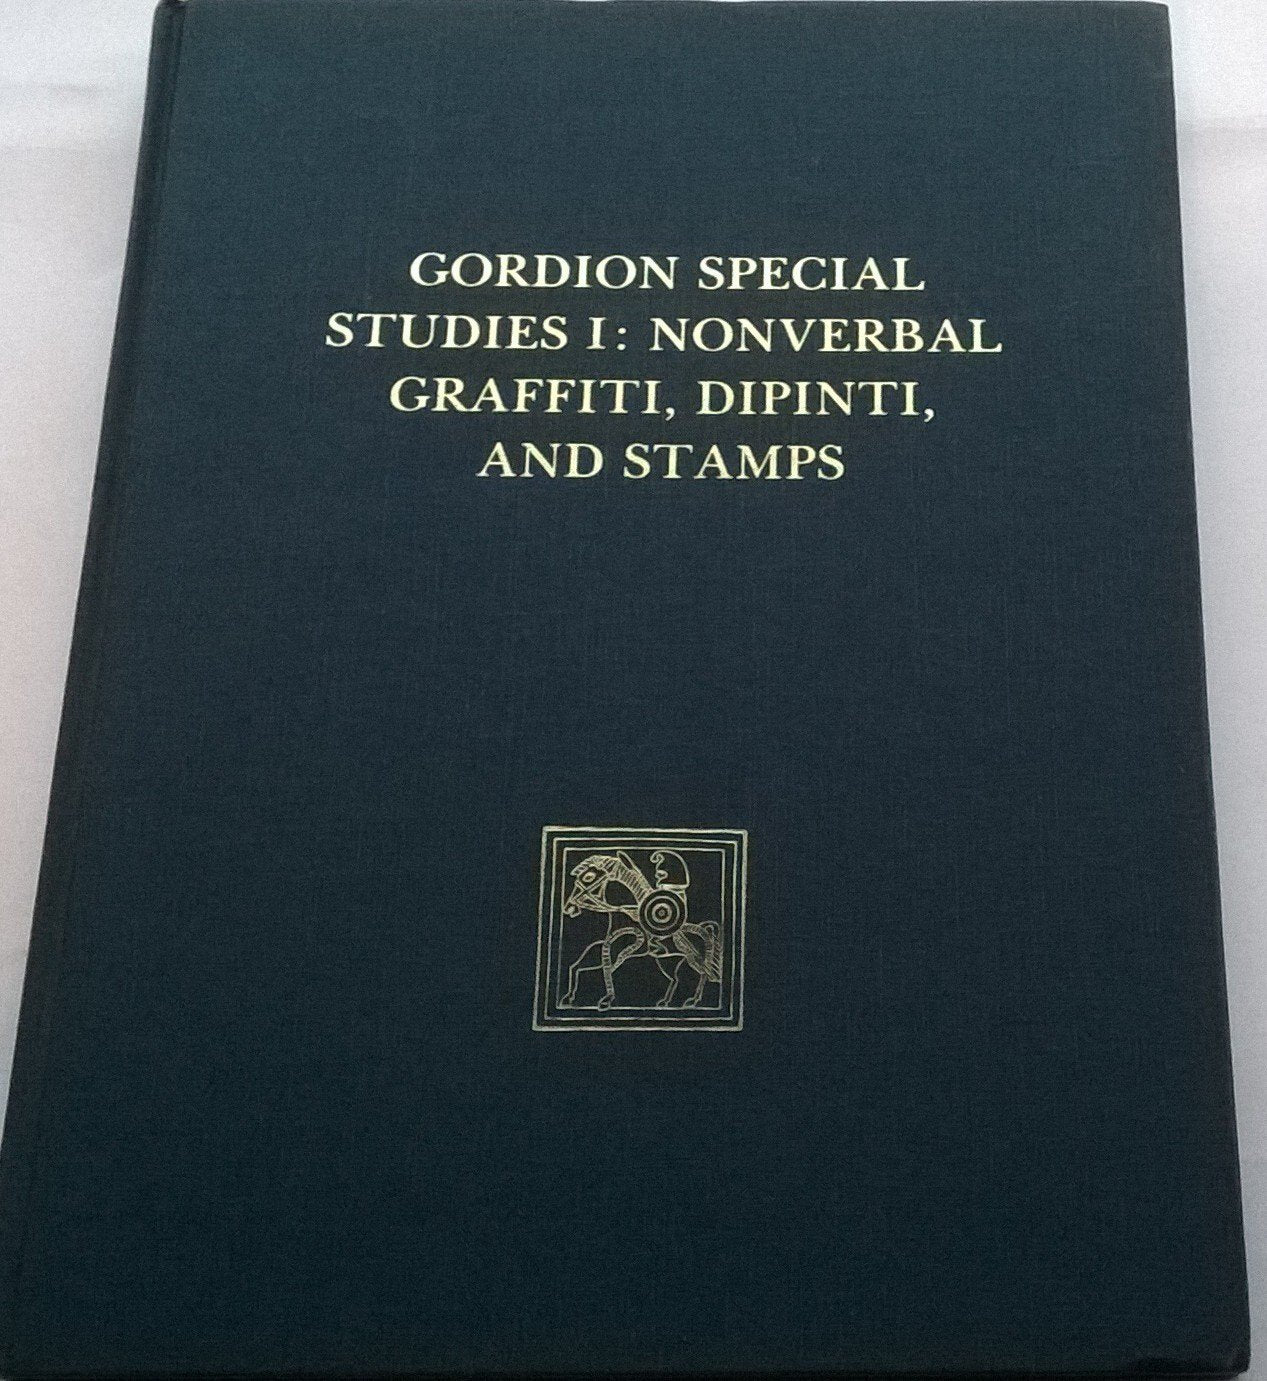 GORDION SPECIAL
STUDIES I: NONVERBAL
GRAFFITI, DIPINTI,
AND STAMPS